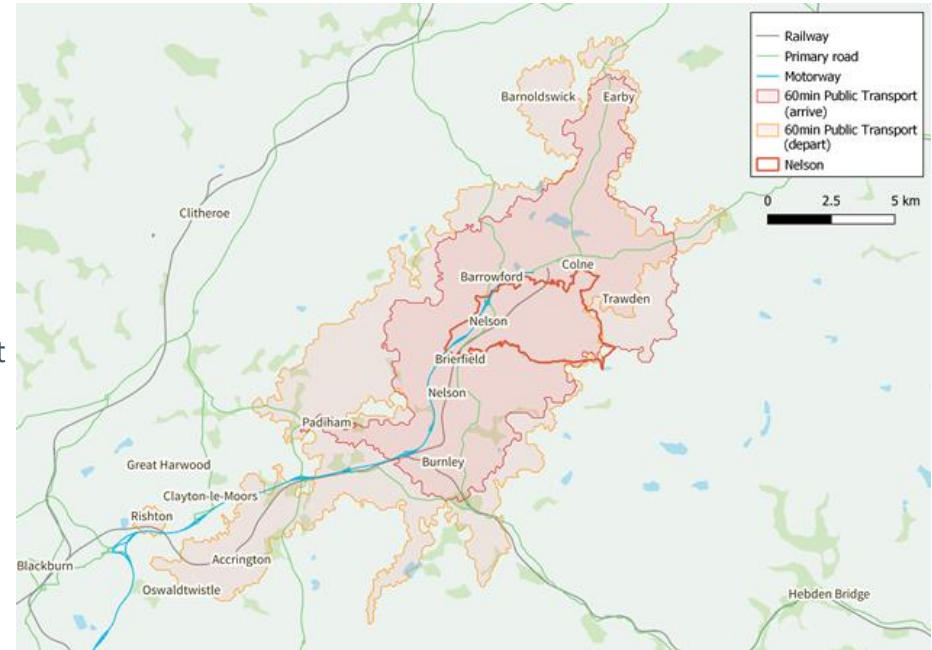 Railway
Primary road
Motorway
60min Public Transport
(arrive)
60min Public Transport
(depart)
Nelson
0 2.5 5 km
Barnoldswick
Earby
Clitheroe
Colne
Barrowford
Trawden
Nelson
t
Brierfield
Nelson
Padiham
Burnley
Great Harwood
Clayton-le-Moors
Rishton
Accrington
Blackburn
Oswaldtwistle
Hebden Bridge